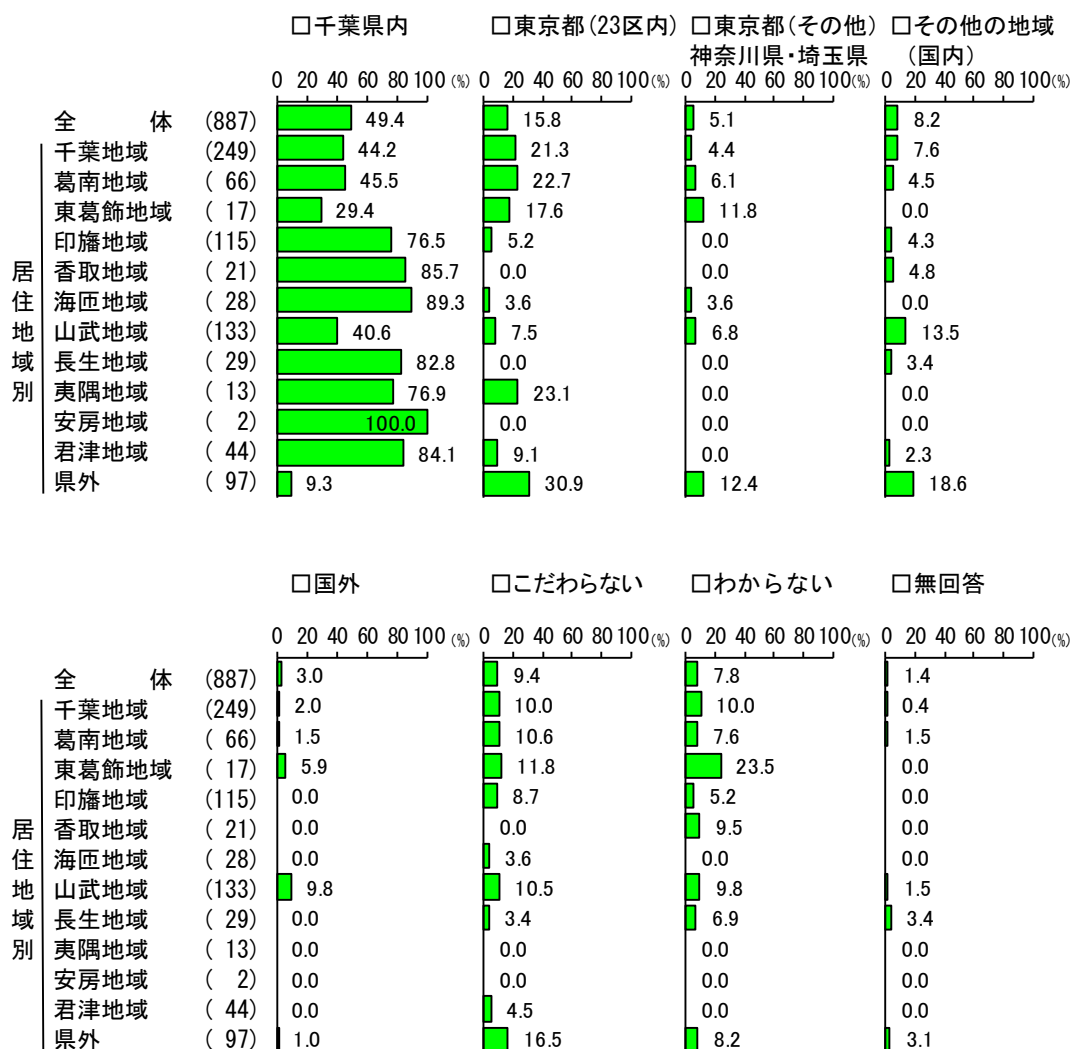 □千葉県内 □東京都(23区内) □東京都(その他) □その他の地域
神奈川県・埼玉県 (国内)
0 20 40 60 80 100(%) 0 20 40 60 80 100(%) 0 20 40 60 80 100(%) 0 20 40 60 80 100(%)
全 体 (887) 49.4 15.8 5.1 8.2
千葉地域 (249) 44.2 21.3 4.4 7.6
葛南地域 ( 66) 45.5 22.7 6.1 4.5
東葛飾地域 ( 17) 29.4 17.6 11.8 0.0
印旛地域 (115) 76.5 5.2 0.0 4.3
居 香取地域 ( 21) 85.7 0.0 0.0 4.8
住 海匝地域 ( 28) 89.3 3.6 3.6 0.0
地 山武地域 (133) 40.6 7.5 6.8 13.5
域 長生地域 ( 29) 82.8 0.0 0.0 3.4
別 夷隅地域 ( 13) 76.9 23.1 0.0 0.0
安房地域 ( 2) 100.0 0.0 0.0 0.0
君津地域 ( 44) 84.1 9.1 0.0 2.3
県外 ( 97) 9.3 30.9 12.4 18.6
□国外 □こだわらない □わからない □無回答
0 20 40 60 80 100(%) 0 20 40 60 80 100(%) 0 20 40 60 80 100(%) 0 20 40 60 80 100(%)
全 体 (887) 3.0 9.4 7.8 1.4
千葉地域 (249) 2.0 10.0 10.0 0.4
葛南地域 ( 66) 1.5 10.6 7.6 1.5
東葛飾地域 ( 17) 5.9 11.8 23.5 0.0
印旛地域 (115) 0.0 8.7 5.2 0.0
居 香取地域 ( 21) 0.0 0.0 9.5 0.0
住 海匝地域 ( 28) 0.0 3.6 0.0 0.0
地 山武地域 (133) 9.8 10.5 9.8 1.5
域 長生地域 ( 29) 0.0 3.4 6.9 3.4
別 夷隅地域 ( 13) 0.0 0.0 0.0 0.0
安房地域 ( 2) 0.0 0.0 0.0 0.0
君津地域 ( 44) 0.0 4.5 0.0 0.0
県外 ( 97) 1.0 16.5 8.2 3.1